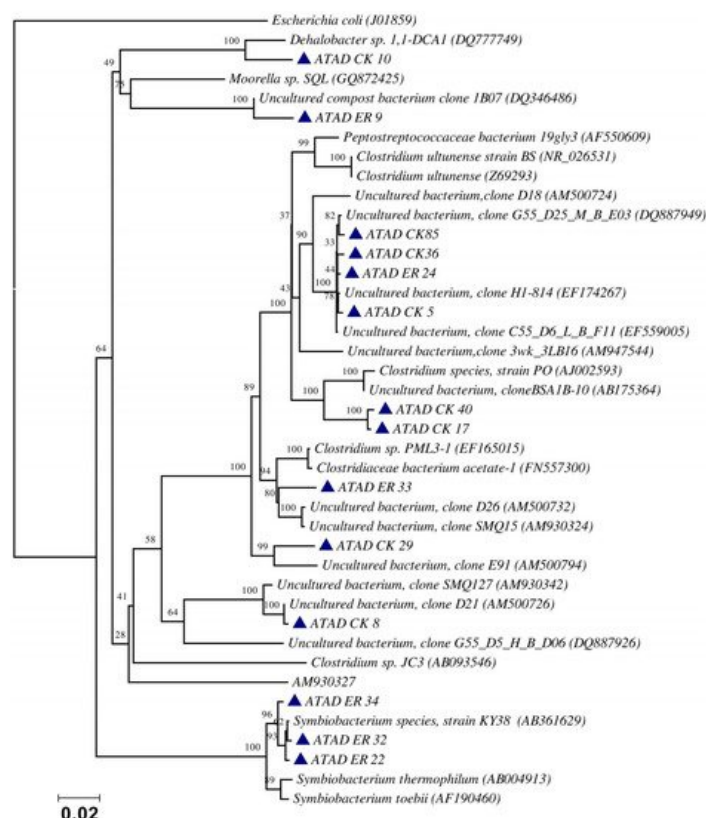 Escherichia coli (J01859)
Dehalobacter sp. 1,1-DCA1 (DQ777749)
100
ATAD CK 10
49
Moorella sp. SQL (GQ872425)
75
Uncultured compost bacterium clone 1B07 (DQ346486)
100
ATAD ER 9
Peptostreptococcaceae bacterium 19gly3 (AF550609)
99
Clostridium ultunense strain BS (NR_026531)
100
Clostridium ultunense (Z69293)
Uncultured bacterium,clone D18 (AM500724)
37
82
Uncultured bacterium, clone G55_D25_M_B_E03 (DQ887949)
90
ATAD CK85
33
ATAD CK36
44
ATAD ER 24
43
100
Uncultured bacterium, clone H1-814 (EF174267)
78
100
ATAD CK 5
Uncultured bacterium, clone C55_D6_L_B_F11 (EF559005)
64
Uncultured bacterium,clone 3wk_3LB16 (AM947544)
100
Clostridium species, strain PO (AJ002593)
89
100
Uncultured bacterium, cloneBSA1B-10 (AB175364)
100
ATAD CK 40
ATAD CK 17
100
Clostridium sp. PML3-1 (EF165015)
100
94
Clostridiaceae bacterium acetate-1 (FN557300)
80
ATAD ER 33
100
Uncultured bacterium, clone D26 (AM500732)
Uncultured bacterium, clone SMQ15 (AM930324)
58
99
ATAD CK 29
Uncultured bacterium, clone E91 (AM500794)
Uncultured bacterium, clone SMQ127 (AM930342)
41
100
100
Uncultured bacterium, clone D21 (AM500726)
64
ATAD CK 8
28
Uncultured bacterium, clone G55_D5_H_B_D06 (DQ887926)
Clostridium sp. JC3 (AB093546)
AM930327
ATAD ER 34
96
62
Symbiobacterium species, strain KY38 (AB361629)
93
ATAD ER 32
100
ATAD ER 22
Symbiobacterium thermophilum (AB004913)
Symbiobacterium toebii (AF190460)
0.02